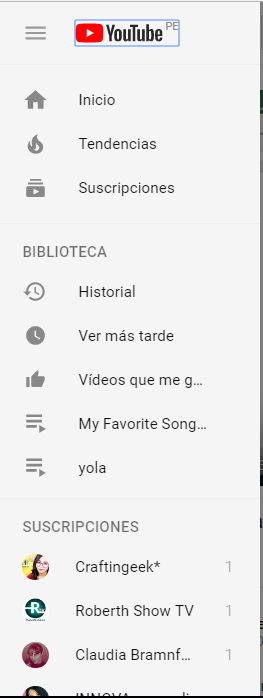 YouTube PE
Inicio
Tendencias
Suscripciones
BIBLIOTECA
Historial
Ver más tarde
Vídeos que me g...
My Favorite Song...
yola
SUSCRIPCIONES
Craftingeek* 1
Roberth Show TV 1
Claudia Bramnf... 1